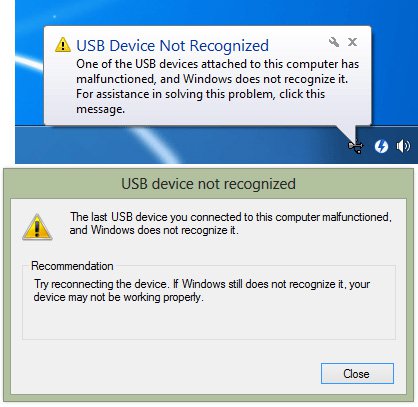 USB Device Not Recognized
One of the USB devices attached to this computer has
malfunctioned, and Windows does not recognize it.
For assistance in solving this problem, click this
message.
USB device not recognized
The last USB device you connected to this computer malfunctioned,
and Windows does not recognize it.
Recommendation
Try reconnecting the device. If Windows still does not recognize it, your
device may not be working properly.
Close